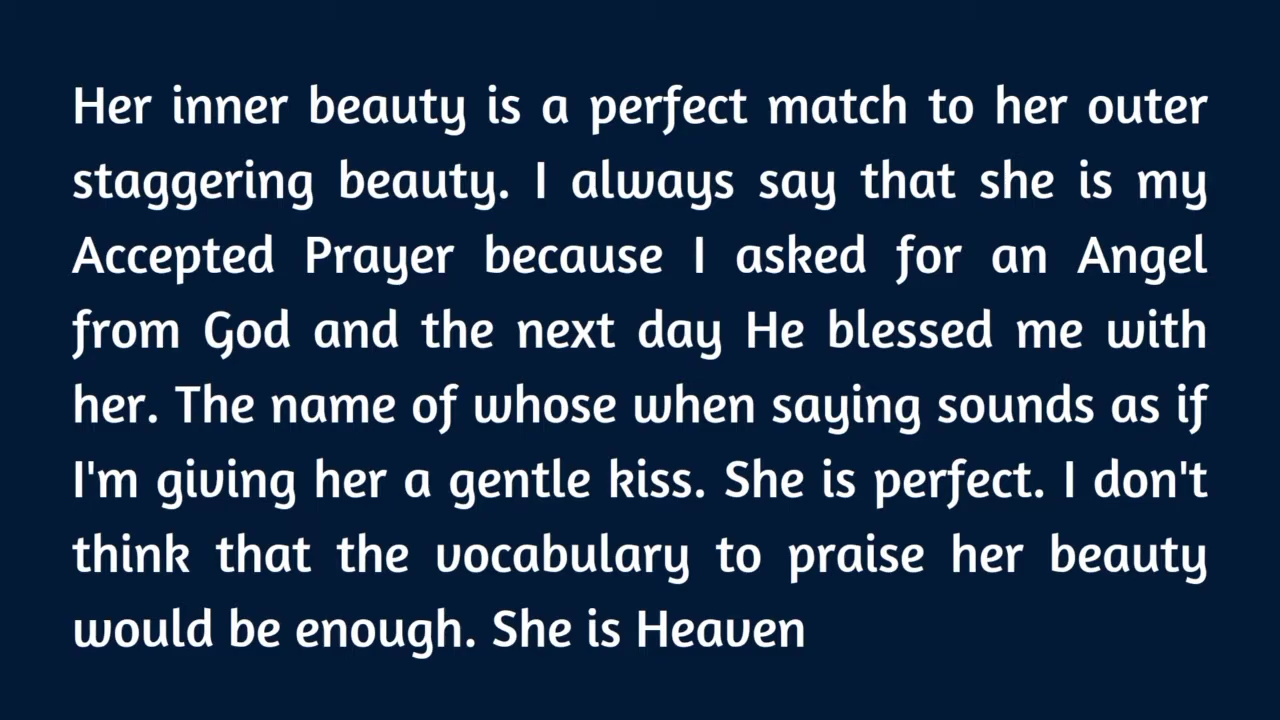 Her inner beauty is a perfect match to her outer
staggering beauty. I always say that she is my
Accepted Prayer because I asked for an Angel
from God and the next day He blessed me with
her. The name of whose when saying sounds as if
I'm giving her a gentle kiss. She is perfect. I don't
think that the vocabulary to praise her beauty
would be enough. She is Heaven